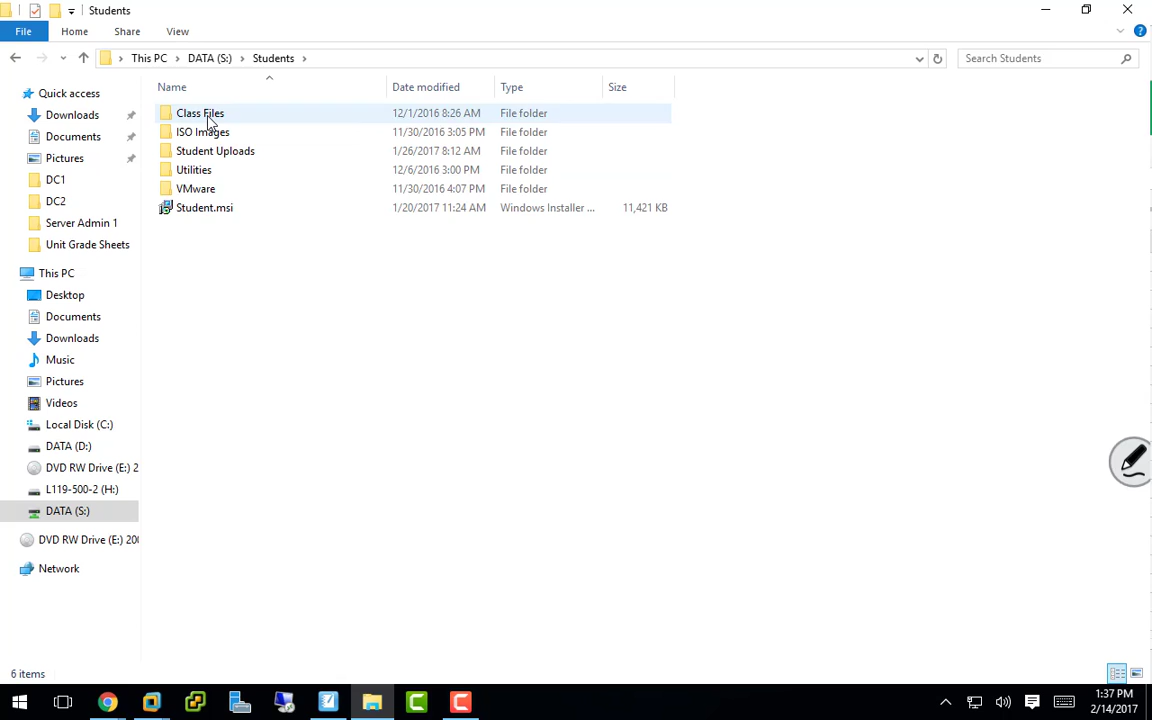 Students
File Home Share View
This PC DATA (S:) Students Search Students
Name Date modified Type Size
Quick access
Downloads
Documents
Pictures
DC1
DC2
Server Admin 1
Unit Grade Sheets
This PC
Desktop
Documents
Downloads
Music
Pictures
Videos
Local Disk (C:)
DATA (D:)
DVD RW Drive (E:) 2
L119-500-2 (H:)
DATA (S:)
DVD RW Drive (E:) 200
Network
Class Files 12/1/2016 8:26 AM File folder
ISO Images 11/30/2016 3:05 PM File folder
Student Uploads 1/26/2017 8:12 AM File folder
Utilities 12/6/2016 3:00 PM File folder
VMware 11/30/2016 4:07 PM File folder
Student.msi 1/20/2017 11:24 AM Windows Installer ... 11,421 KB
6 items
1:37 PM
2/14/2017